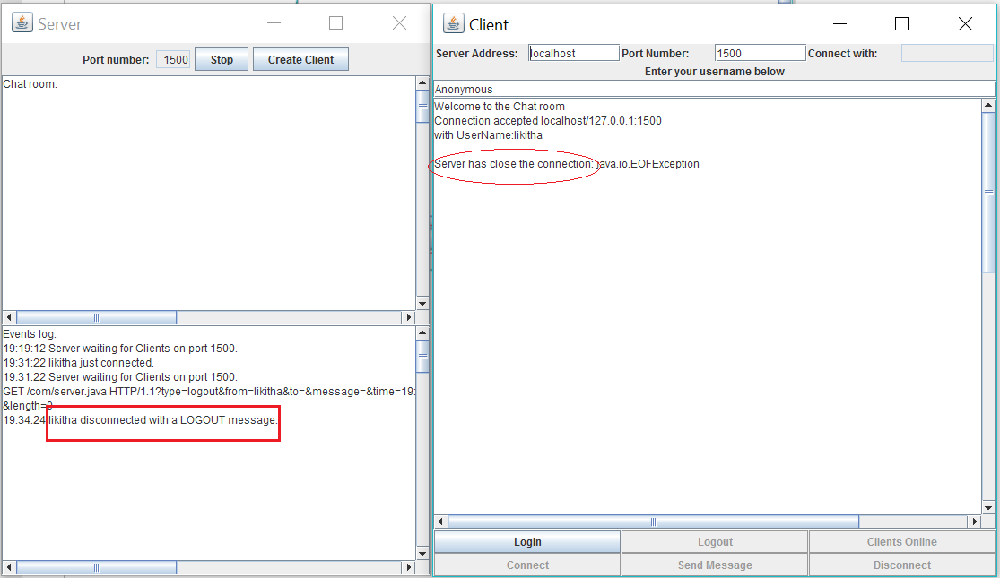 Server
Port number: 1500 Stop Create Client
Chat room.
Events log.
19:19:12 Server waiting for Clients on port 1500.
19:31:22 likitha just connected.
19:31:22 Server waiting for Clients on port 1500.
GET /com/server.java HTTP/1.1?type=logout&from=likitha&to=&message=&time=19:
&length=0
19:34:24 likitha disconnected with a LOGOUT message.
Client
Server Address: localhost Port Number: 1500 Connect with:
Enter your username below
Anonymous
Welcome to the Chat room
Connection accepted localhost/127.0.0.1:1500
with UserName:likitha
Server has close the connection: java.io.EOFException
Login Logout Clients Online
Connect Send Message Disconnect